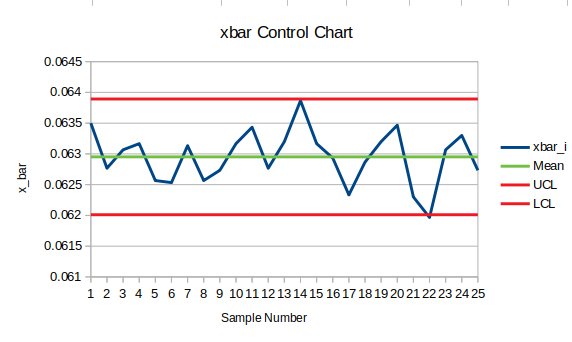 xbar Control Chart
0.0645
0.064
0.0635
0.063
0.0625
0.062
0.0615
0.061
x_bar
1 2 3 4 5 6 7 8 9 10 11 12 13 14 15 16 17 18 19 20 21 22 23 24 25
Sample Number
xbar_i
Mean
UCL
LCL